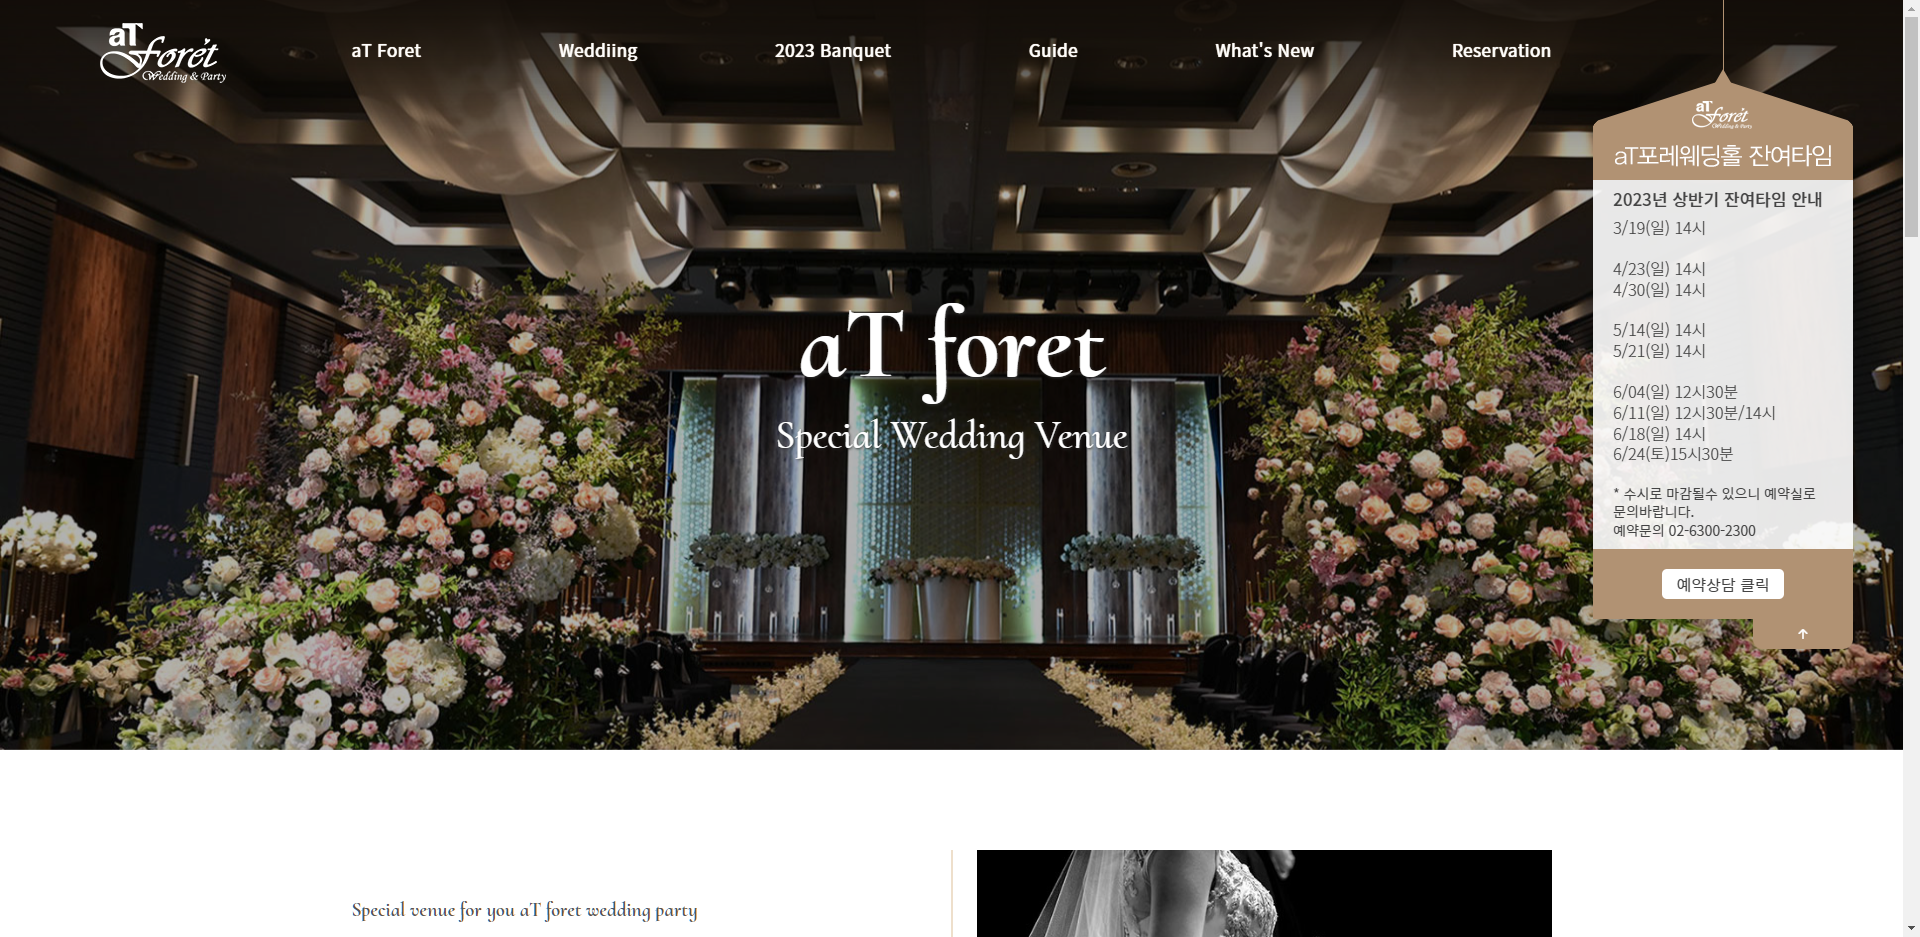 aT
foret
Wedding & Party
aT Foret
Weddiing
2023 Banquet
Guide
What's New
Reservation
aT foret
Special Wedding Venue
aT
foret
Wedding & Party
aT포레웨딩홀 잔여타임
2023년 상반기 잔여타임 안내
3/19(일) 14시
4/23(일) 14시
4/30(일) 14시
5/14(일) 14시
5/21(일) 14시
6/04(일) 12시30분
6/11(일) 12시30분/14시
6/18(일) 14시
6/24(토)15시30분
* 수시로 마감될수 있으니 예약실로
문의바랍니다.
예약문의 02-6300-2300
예약상담 클릭
Special venue for you aT foret wedding party